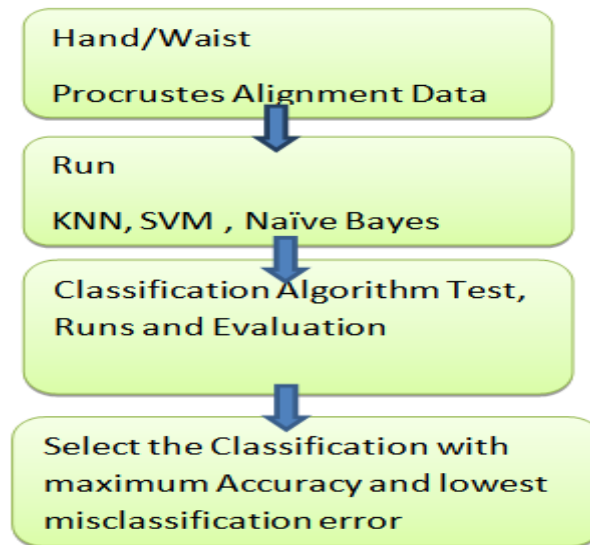 Hand/Waist
Procrustes Alignment Data
Run
KNN, SVM , Naïve Bayes
Classification Algorithm Test,
Runs and Evaluation
Select the Classification with
maximum Accuracy and lowest
misclassification error